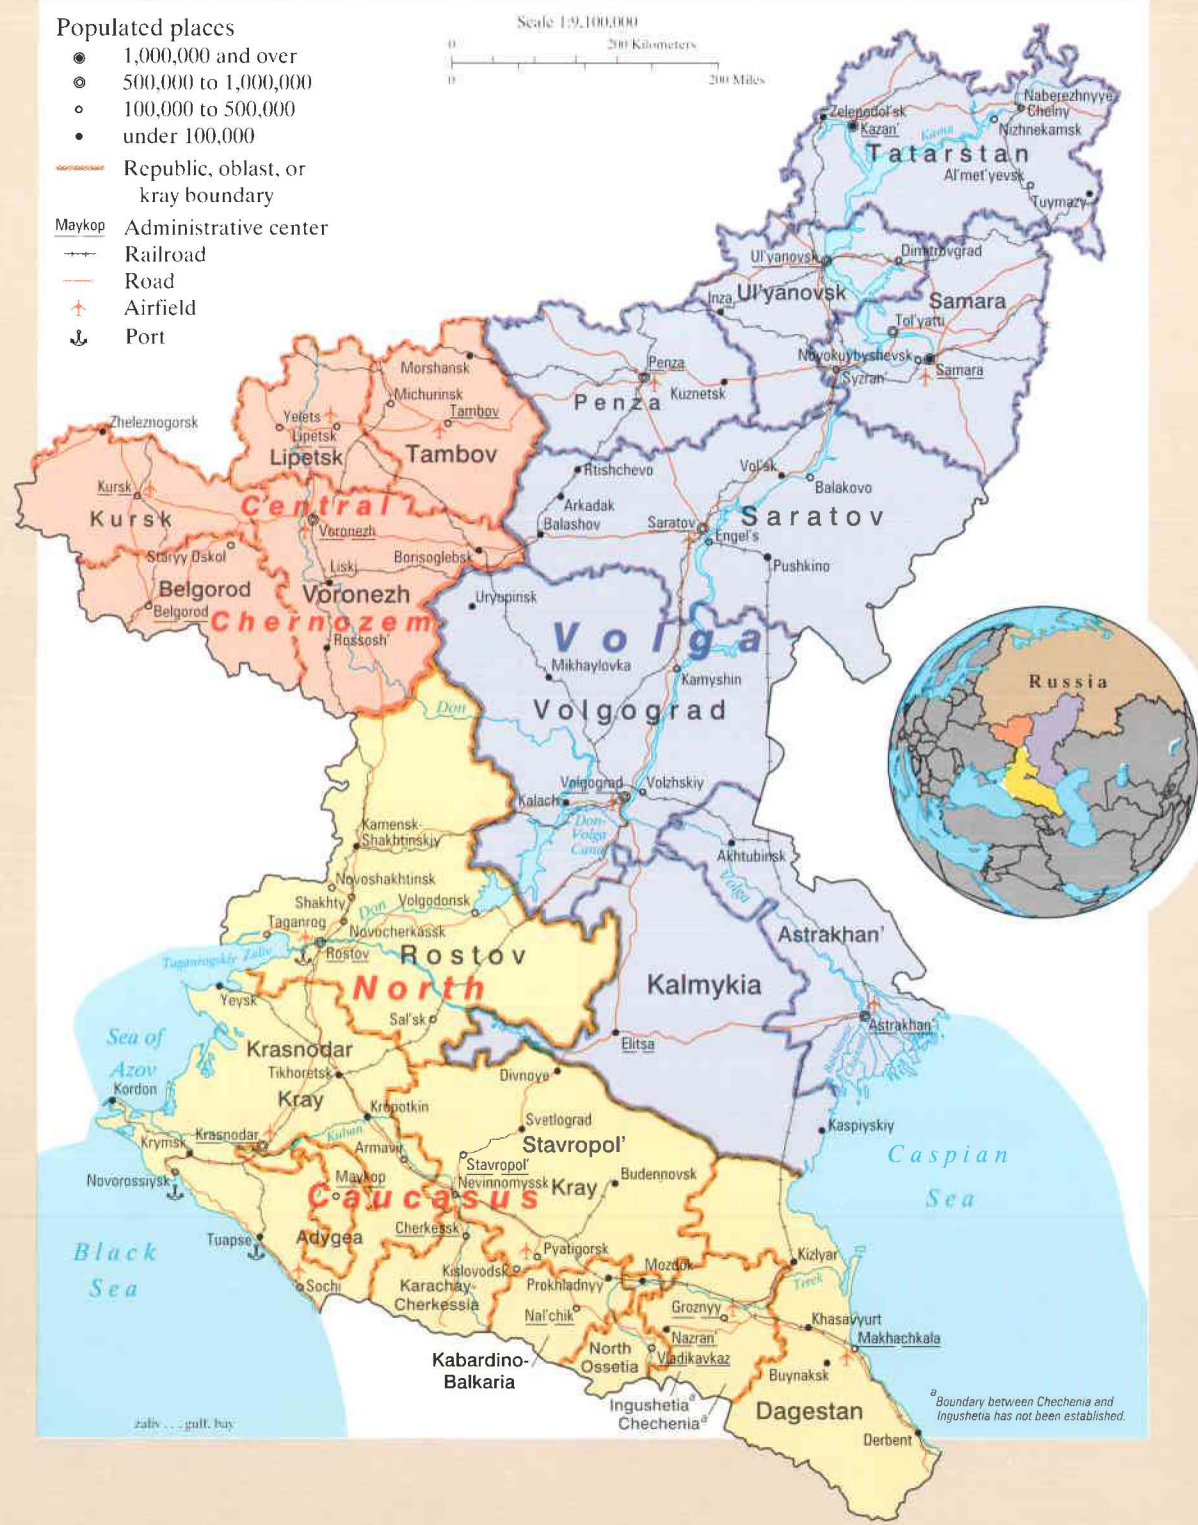 Populated places
1,000,000 and over
500,000 to 1,000,000
100,000 to 500,000
under 100,000
Republic, oblast, or
kray boundary
Maykop Administrative center
Railroad
Road
Airfield
Port
Scale 1:9,100,000
0 200 Kilometers
0 200 Miles
Naberezhnyye
Chelny
Zelenodol'sk
Kazan'
Kama
Nizhnekamsk
Tatarstan
Al'met'yevsk
Tuymazy
Ul'yanovsk
Dimitrovgrad
Inza
Ul'yanovsk
Samara
Tol'yatti
Novokuybyshevsk
Samara
Syzran'
Penza
Kuznetsk
Penza
Morshansk
Michurinsk
Tambov
Yelets
Lipetsk
Lipetsk
Tambov
Zheleznogorsk
Kursk
Kursk
Central
Voronezh
Staryy Oskol
Borisoglebsk
Liski
Belgorod
Voronezh
Belgorod
Chernozem
Rossosh'
Rtishchevo
Vol'sk
Balakovo
Arkadak
Balashov
Saratov
Saratov
Engel's
Pushkino
Uryupinsk
Volga
Mikhaylovka
Kamyshin
Volgograd
Don
Volgograd
Volzhskiy
Kalach
Don-
Volga
Canal
Akhtubinsk
Volga
Russia
Kamensk-
Shakhtinskiy
Novoshakhtinsk
Shakhty
Don
Volgodonsk
Taganrog
Novocherkassk
Taganrogskiy Zaliv
Rostov
Rostov
North
Astrakhan'
Kalmykia
Yeysk
Sal'sk
Elitsa
Astrakhan'
Sea of
Azov
Krasnodar
Kray
Tikhoretsk
Divnoye
Kordon
Kropotkin
Svetlograd
Kaspiyskiy
Krymsk
Krasnodar
Kuban
Armavir
Stavropol'
Kray
Caspian
Sea
Novorossiysk
Maykop
Stavropol'
Nevinnomyssk
Budennovsk
Caucasus
Cherkessk
Tuapse
Adygea
Black
Sea
Pyatigorsk
Kizlyar
Kislovodsk
Mozdok
Terek
Sochi
Karachay-
Cherkessia
Prokhladnyy
Nal'chik
Groznyy
Khasavyurt
Makhachkala
Nazran'
North
Ossetia
Vladikavkaz
Kabardino-
Balkaria
Buynaksk
Ingushetia a
Chechenia a
Dagestan
Derbent
a Boundary between Chechenia and
Ingushetia has not been established.
zaliv . . . gulf, bay